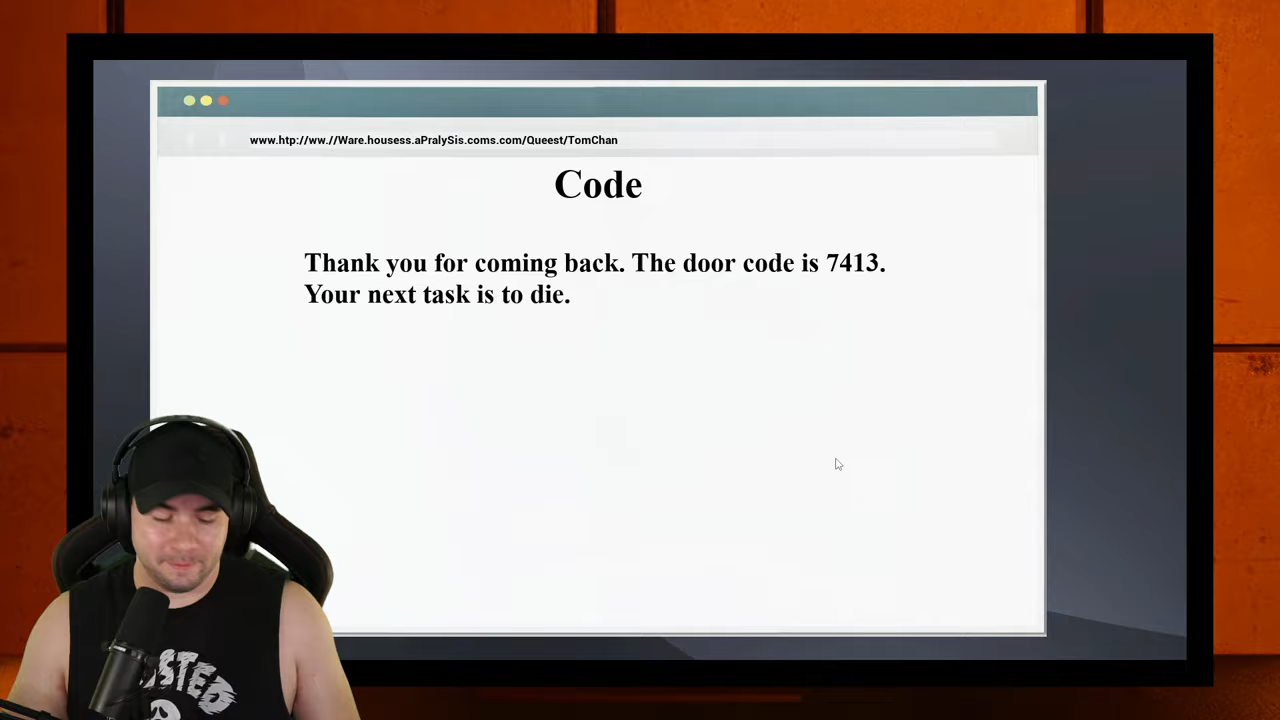 www.htp://ww.//Ware.housess.aPralySis.coms.com/Queest/TomChan
Code
Thank you for coming back. The door code is 7413.
Your next task is to die.